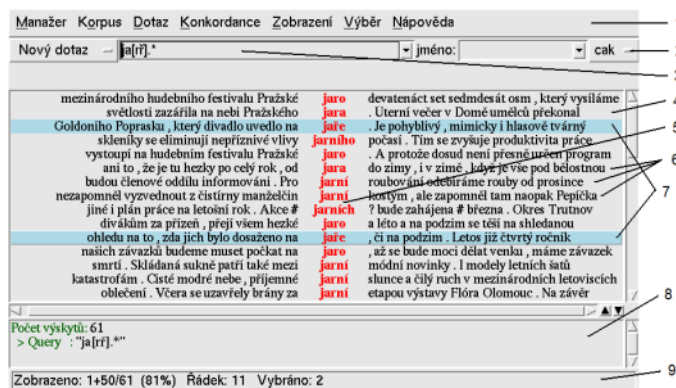 Manažer Korpus Dotaz Konkordance Zobrazení Výběr Nápověda
Nový dotaz ja[rř].* jméno: cak
mezinárodního hudebního festivalu Pražské jaro devatenáct set sedmdesát osm , který vysíláme
světlosti zazářila na nebi Pražského jara . Uterní večer v Domě umělců překonal
Goldoniho Poprasku , který divadlo uvedlo na jaře . Je pohyblivý , mimicky i hlasově tvárný
skleníky se eliminují nepříznivé vlivy jarního počasí . Tím se zvyšuje produktivita práce
vystoupí na hudebním festivalu Pražské jaro . A protože dosud není přesně určen program
ani to , že je tu hezky po celý rok , od jara do zimy , i v zimě , když je vše pod bělostnou
budou členové oddílu informováni . Pro jarní roubování odebíráme rouby od prosince
nezapomněl vyzvednout z čistírny manželčin jarní kostým , ale zapomněl tam naopak Pepíčka
jiné i plán práce na letošní rok . Akce # jarních ? bude zahájena # března . Okres Trutnov
divákům za přízeň , přejí všem hezké jaro a léto a na podzim se těší na shledanou
ohledu na to , zda jich bylo dosaženo na jaře , či na podzim . Letos již čtvrtý ročník
našich závazků budeme muset počkat na jaro , až se bude moci dělat venku , máme závazek
smrtí . Skládaná sukně patří také mezi jarní módní novinky . I modely letních šatů
katastrofám . Čisté modré nebe , příjemné jarní slunce a čilý ruch v mezinárodních letoviscích
oblečení . Včera se uzavřely brány za jarní etapou výstavy Flóra Olomouc . Na závěr
Počet výskytů: 61
> Query : "ja[rř].*"
Zobrazeno: 1+50/61 (81%) Řádek: 11 Vybráno: 2
4
5
6
7
8
9